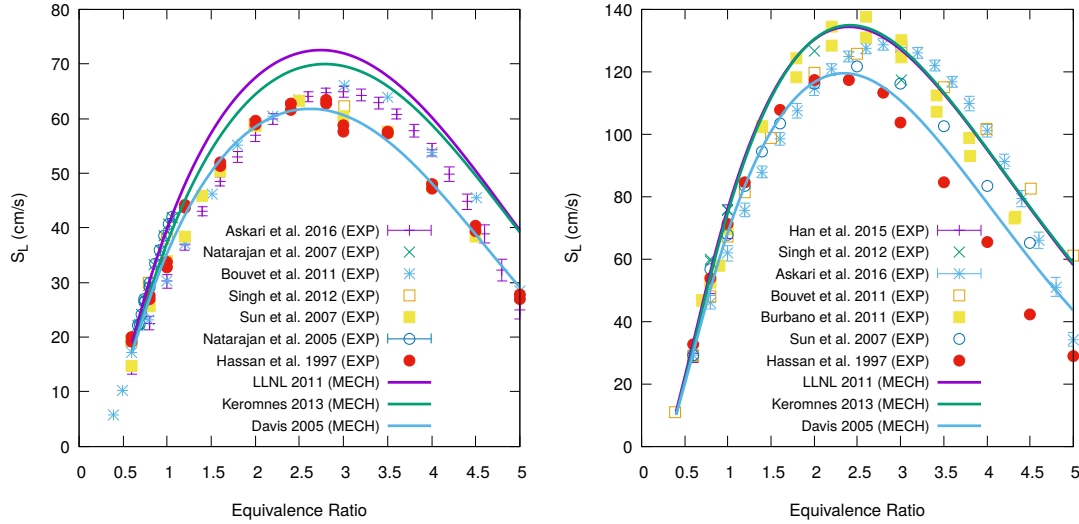 80
70
60
50
40
30
20
10
0
S_L (cm/s)
Askari et al. 2016 (EXP)
Natarajan et al. 2007 (EXP)
Bouvet et al. 2011 (EXP)
Singh et al. 2012 (EXP)
Sun et al. 2007 (EXP)
Natarajan et al. 2005 (EXP)
Hassan et al. 1997 (EXP)
LLNL 2011 (MECH)
Keromnes 2013 (MECH)
Davis 2005 (MECH)
0 0.5 1 1.5 2 2.5 3 3.5 4 4.5 5
Equivalence Ratio
140
120
100
80
60
40
20
0
S_L (cm/s)
Han et al. 2015 (EXP)
Singh et al. 2012 (EXP)
Askari et al. 2016 (EXP)
Bouvet et al. 2011 (EXP)
Burbano et al. 2011 (EXP)
Sun et al. 2007 (EXP)
Hassan et al. 1997 (EXP)
LLNL 2011 (MECH)
Keromnes 2013 (MECH)
Davis 2005 (MECH)
0 0.5 1 1.5 2 2.5 3 3.5 4 4.5 5
Equivalence Ratio